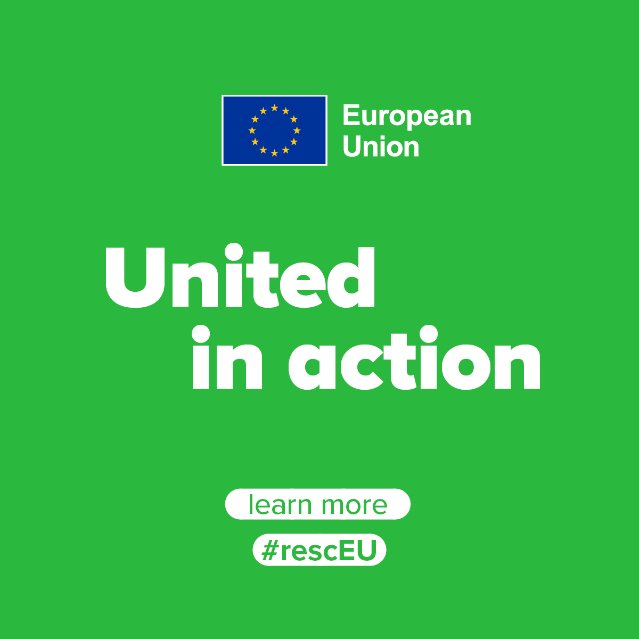 European
Union
United
in action
learn more
#rescEU